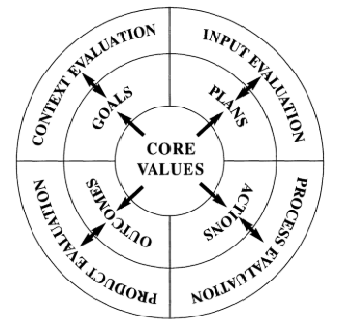 CONTEXT EVALUATION
INPUT EVALUATION
GOALS
PLANS
CORE
VALUES
OUTCOMES
ACTIONS
PRODUCT EVALUATION
PROCESS EVALUATION